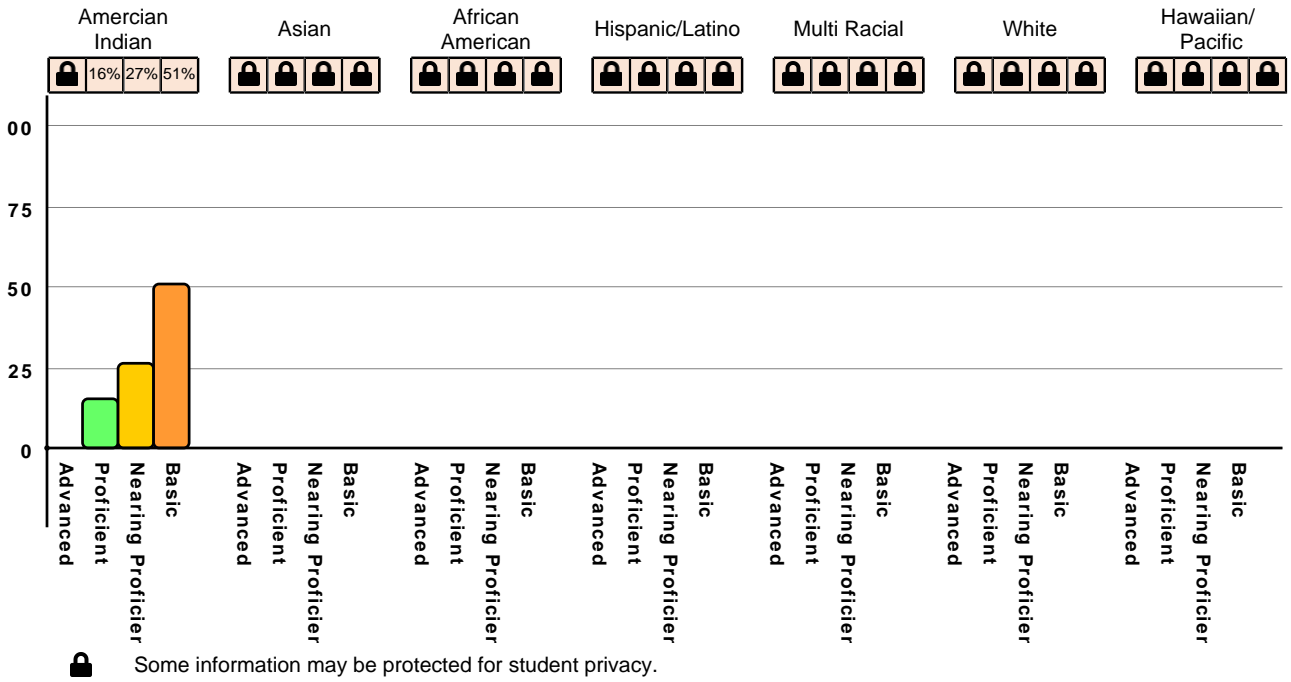 Amercian
Indian
Asian
African
American
Hispanic/Latino
Multi Racial
White
Hawaiian/
Pacific
16% 27% 51%
00
75
50
25
0
Advanced
Proficient
Nearing Proficier
Basic
Advanced
Proficient
Nearing Proficier
Basic
Advanced
Proficient
Nearing Proficier
Basic
Advanced
Proficient
Nearing Proficier
Basic
Advanced
Proficient
Nearing Proficier
Basic
Advanced
Proficient
Nearing Proficier
Basic
Advanced
Proficient
Nearing Proficier
Basic
Some information may be protected for student privacy.